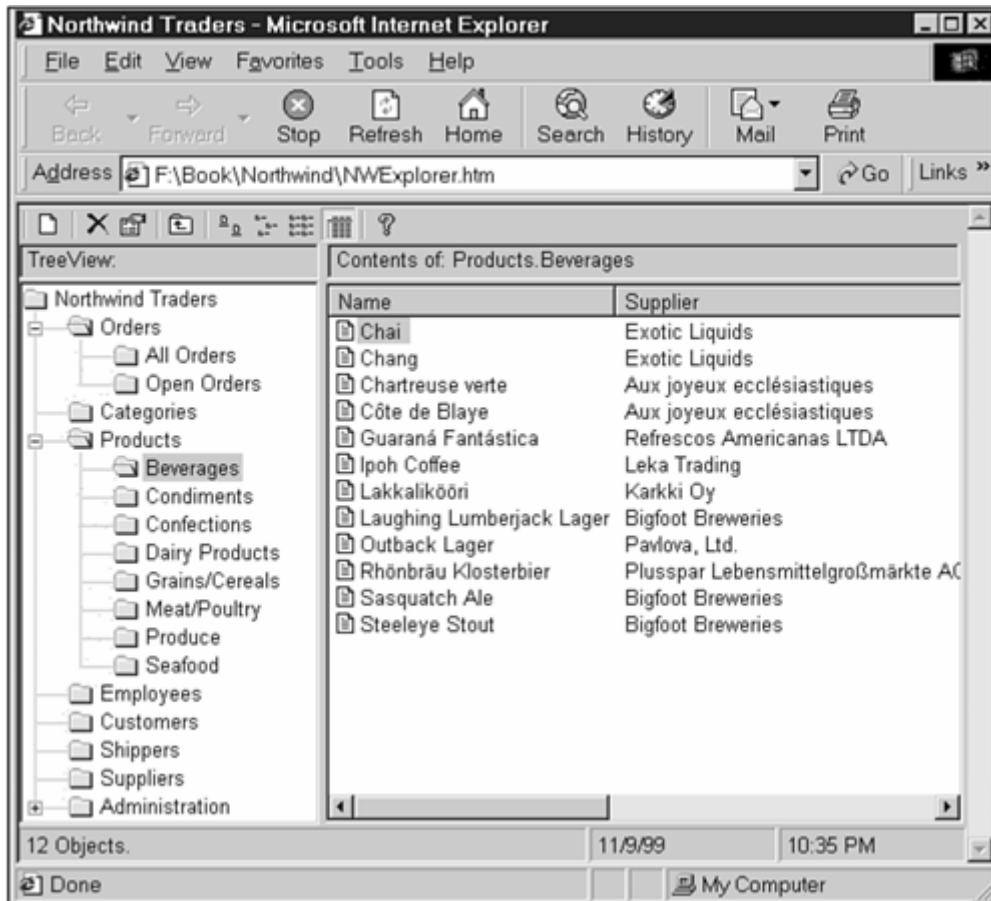 Northwind Traders - Microsoft Internet Explorer
File Edit View Favorites Tools Help
Back Forward Stop Refresh Home Search History Mail Print
Address F:\Book\Northwind\NWExplorer.htm Go Links »
TreeView:
Northwind Traders
Orders
All Orders
Open Orders
Categories
Products
Beverages
Condiments
Confections
Dairy Products
Grains/Cereals
Meat/Poultry
Produce
Seafood
Employees
Customers
Shippers
Suppliers
Administration
Contents of: Products.Beverages
Name Supplier
Chai Exotic Liquids
Chang Exotic Liquids
Chartreuse verte Aux joyeux ecclésiastiques
Côte de Blaye Aux joyeux ecclésiastiques
Guaraná Fantástica Refrescos Americanas LTDA
Ipoh Coffee Leka Trading
Lakkalikööri Karkki Oy
Laughing Lumberjack Lager Bigfoot Breweries
Outback Lager Pavlova, Ltd.
Rhönbräu Klosterbier Plusspar Lebensmittelgroßmärkte
Sasquatch Ale Bigfoot Breweries
Steeleye Stout Bigfoot Breweries
12 Objects. 11/9/99 10:35 PM
Done My Computer